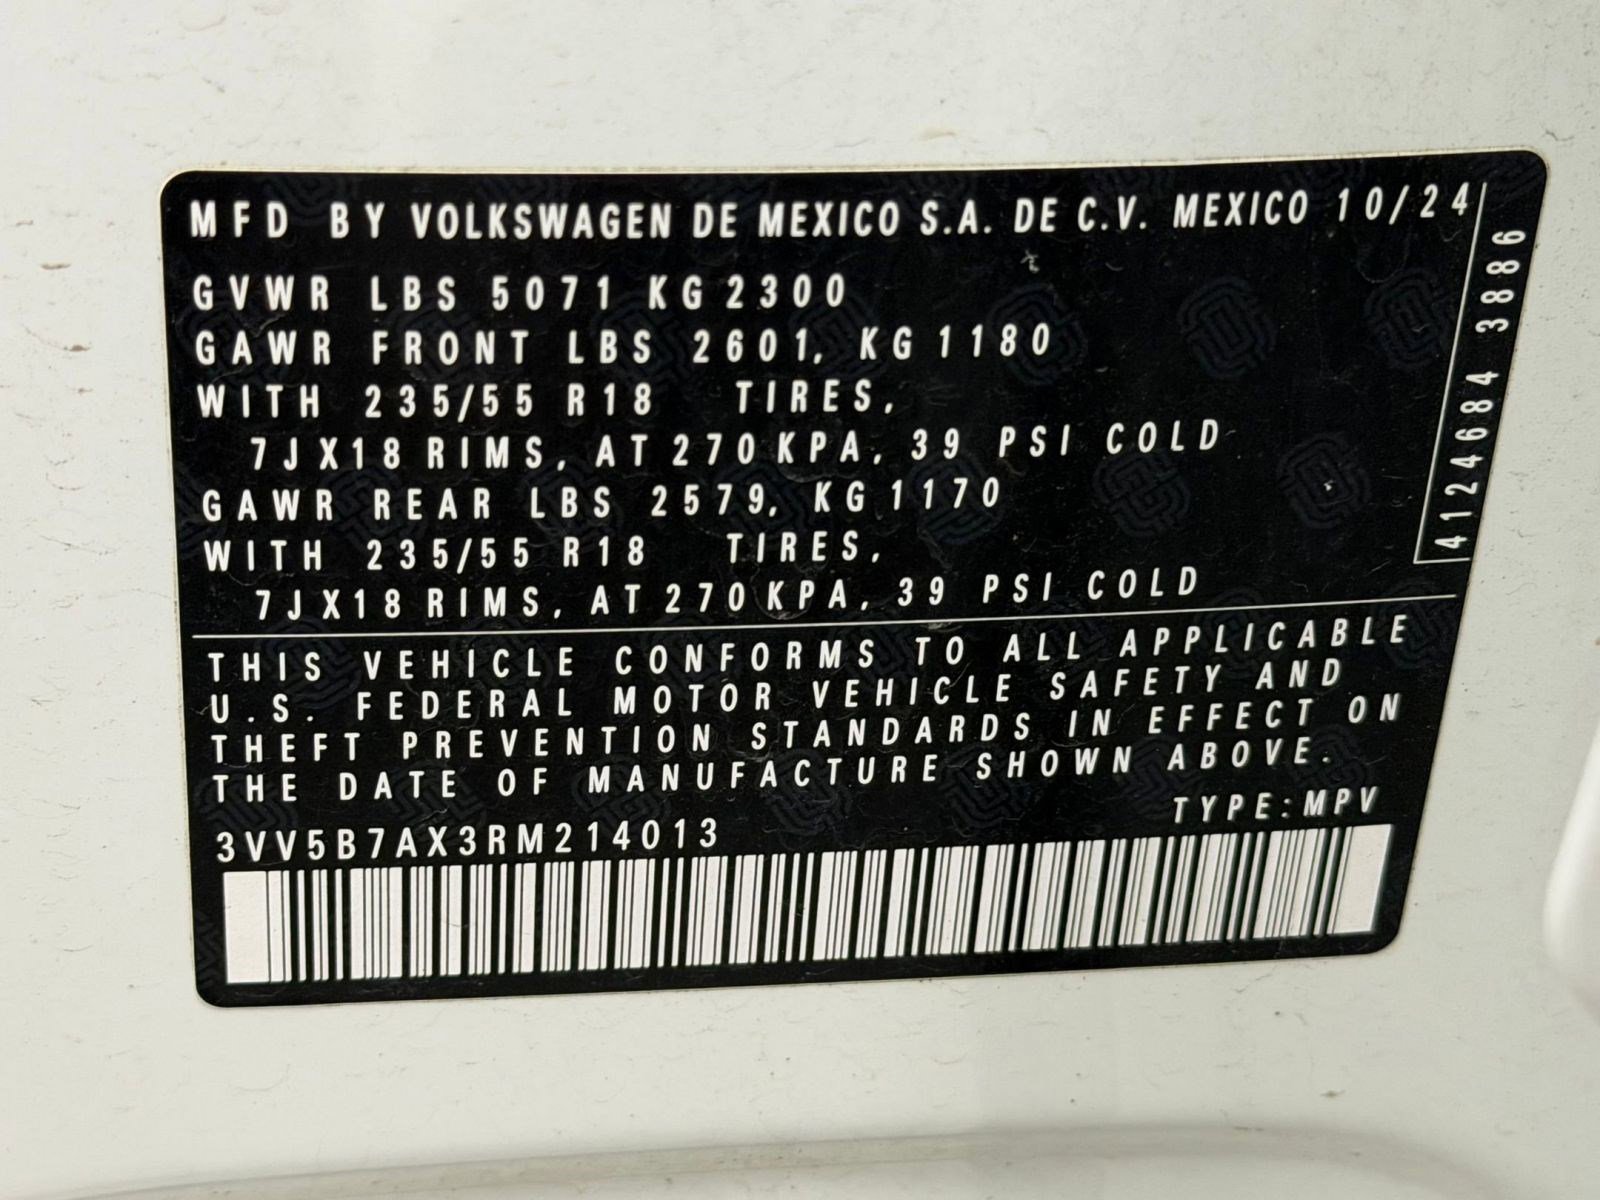 MFD BY VOLKSWAGEN DE MEXICO S.A. DE C.V. MEXICO 10/24
GVWR LBS 5071 KG 2300
GAWR FRONT LBS 2601, KG 1180
WITH 235/55 R18 TIRES,
7JX18 RIMS, AT 270 KPA, 39 PSI COLD
GAWR REAR LBS 2579, KG 1170
WITH 235/55 R18 TIRES,
7JX18 RIMS, AT 270 KPA, 39 PSI COLD
4124684 3886
THIS VEHICLE CONFORMS TO ALL APPLICABLE
U.S. FEDERAL MOTOR VEHICLE SAFETY AND
THEFT PREVENTION STANDARDS IN EFFECT ON
THE DATE OF MANUFACTURE SHOWN ABOVE.
TYPE: MPV
3VV5B7AX3RM214013